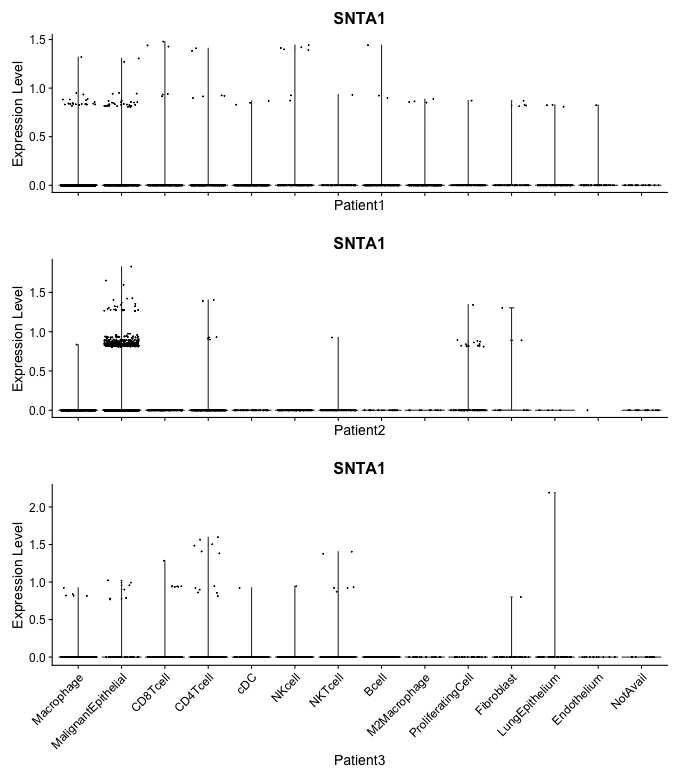 SNTA1
Expression Level
1.5
1.0
0.5
0.0
Patient1
SNTA1
Expression Level
1.5
1.0
0.5
0.0
Patient2
SNTA1
Expression Level
2.0
1.5
1.0
0.5
0.0
Macrophage
MalignantEpithelial
CD8Tcell
CD4Tcell
cDC
NKcell
NKTcell
Bcell
M2Macrophage
ProliferatingCell
Fibroblast
LungEpithelium
Endothelium
NotAvail
Patient3